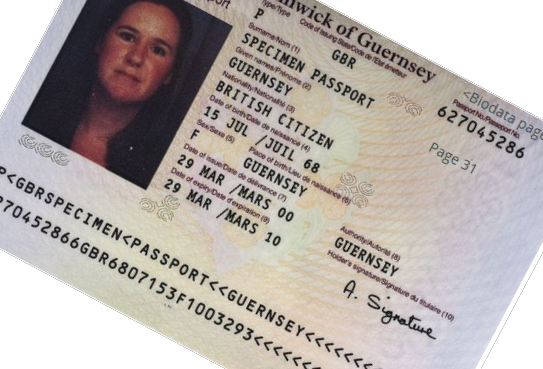 Type/Type
Code of issuing State/Code de l'État émetteur
P
GBR
Surname/Nom (1)
SPECIMEN PASSPORT
Given names/Prénoms (2)
GUERNSEY
Nationality/Nationalité (3)
BRITISH CITIZEN
Date of birth/Date de naissance (4)
15 JUL /JUIL 68
Sex/Sexe (5)
Place of birth/Lieu de naissance (6)
F
GUERNSEY
Date of issue/Date de délivrance (7)
29 MAR /MARS 00
Date of expiry/Date d'expiration (9)
29 MAR /MARS 10
of Guernsey
<Biodata page
Passport No./Passeport No.
627045286
Page 31
Authority/Autorité (8)
GUERNSEY
Holder's signature/Signature du titulaire (10)
A. Signature
P<GBRSPECIMEN<PASSPORT<<GUERNSEY<<<<<<<<
70452866GBR6807153F1003293<<<<<<<